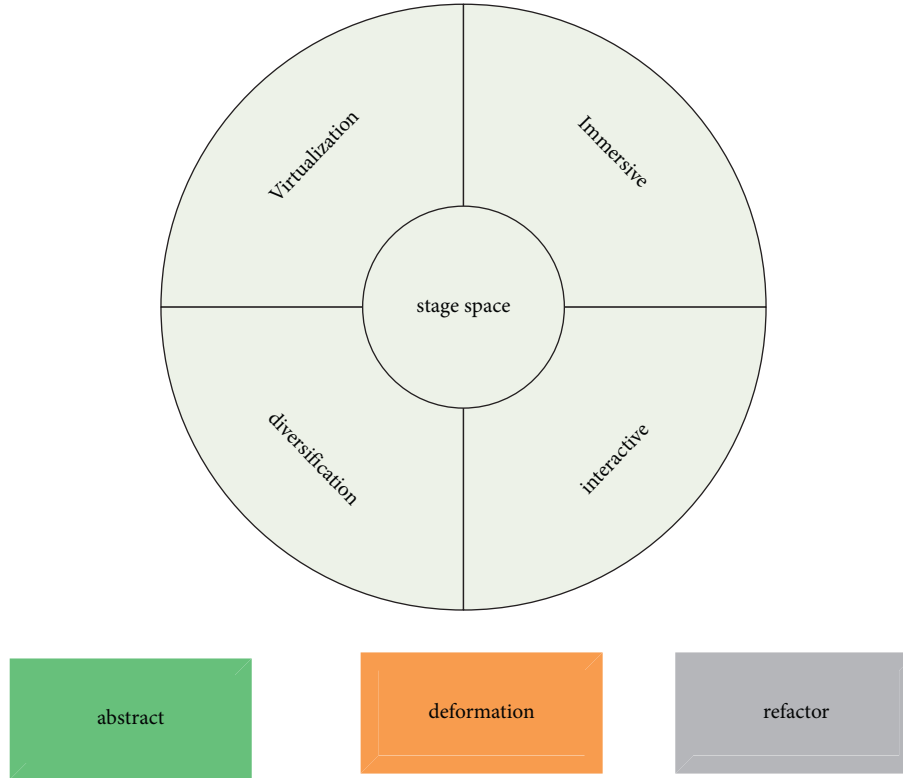 Virtualization
Immersive
stage space
diversification
interactive
abstract
deformation
refactor